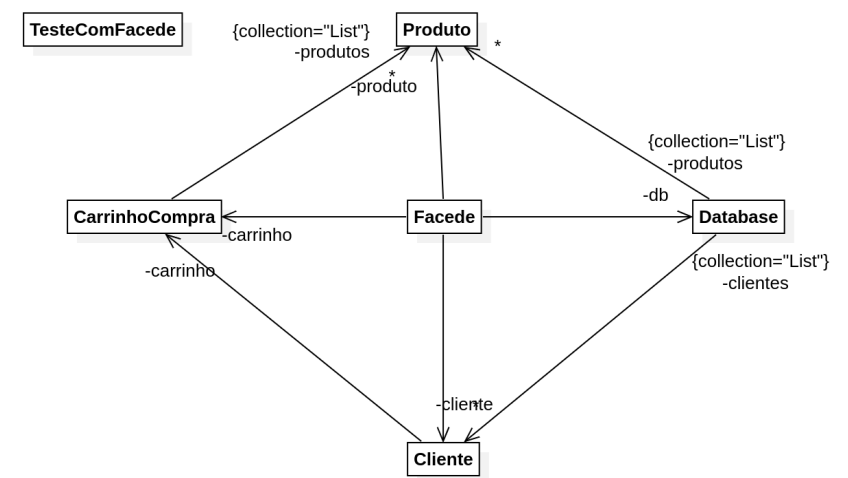 TesteComFacede
{collection="List"}
-produtos
Produto
*
*
-produto
{collection="List"}
-produtos
-db
CarrinhoCompra
Facede
Database
-carrinho
-carrinho
{collection="List"}
-clientes
-cliente
*
Cliente